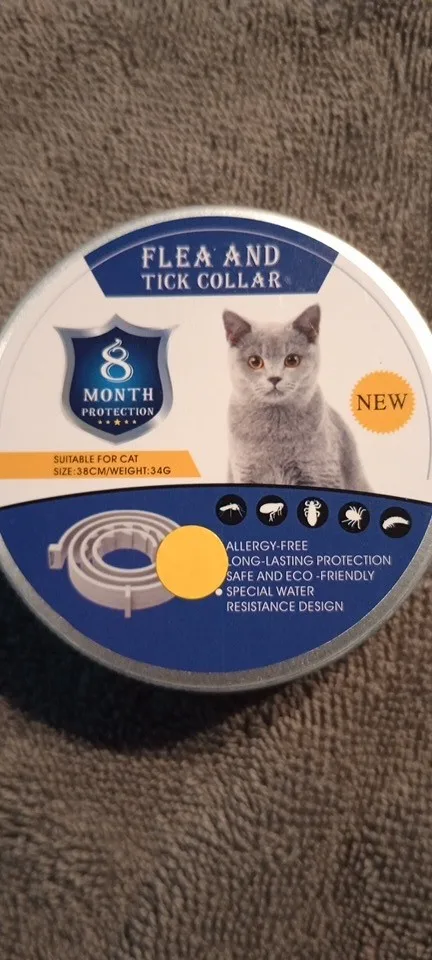 FLEA AND
TICK COLLAR
8
MONTH
PROTECTION
NEW
SUITABLE FOR CAT
SIZE:38CM/WEIGHT:34G
ALLERGY-FREE
LONG-LASTING PROTECTION
SAFE AND ECO -FRIENDLY
SPECIAL WATER
RESISTANCE DESIGN